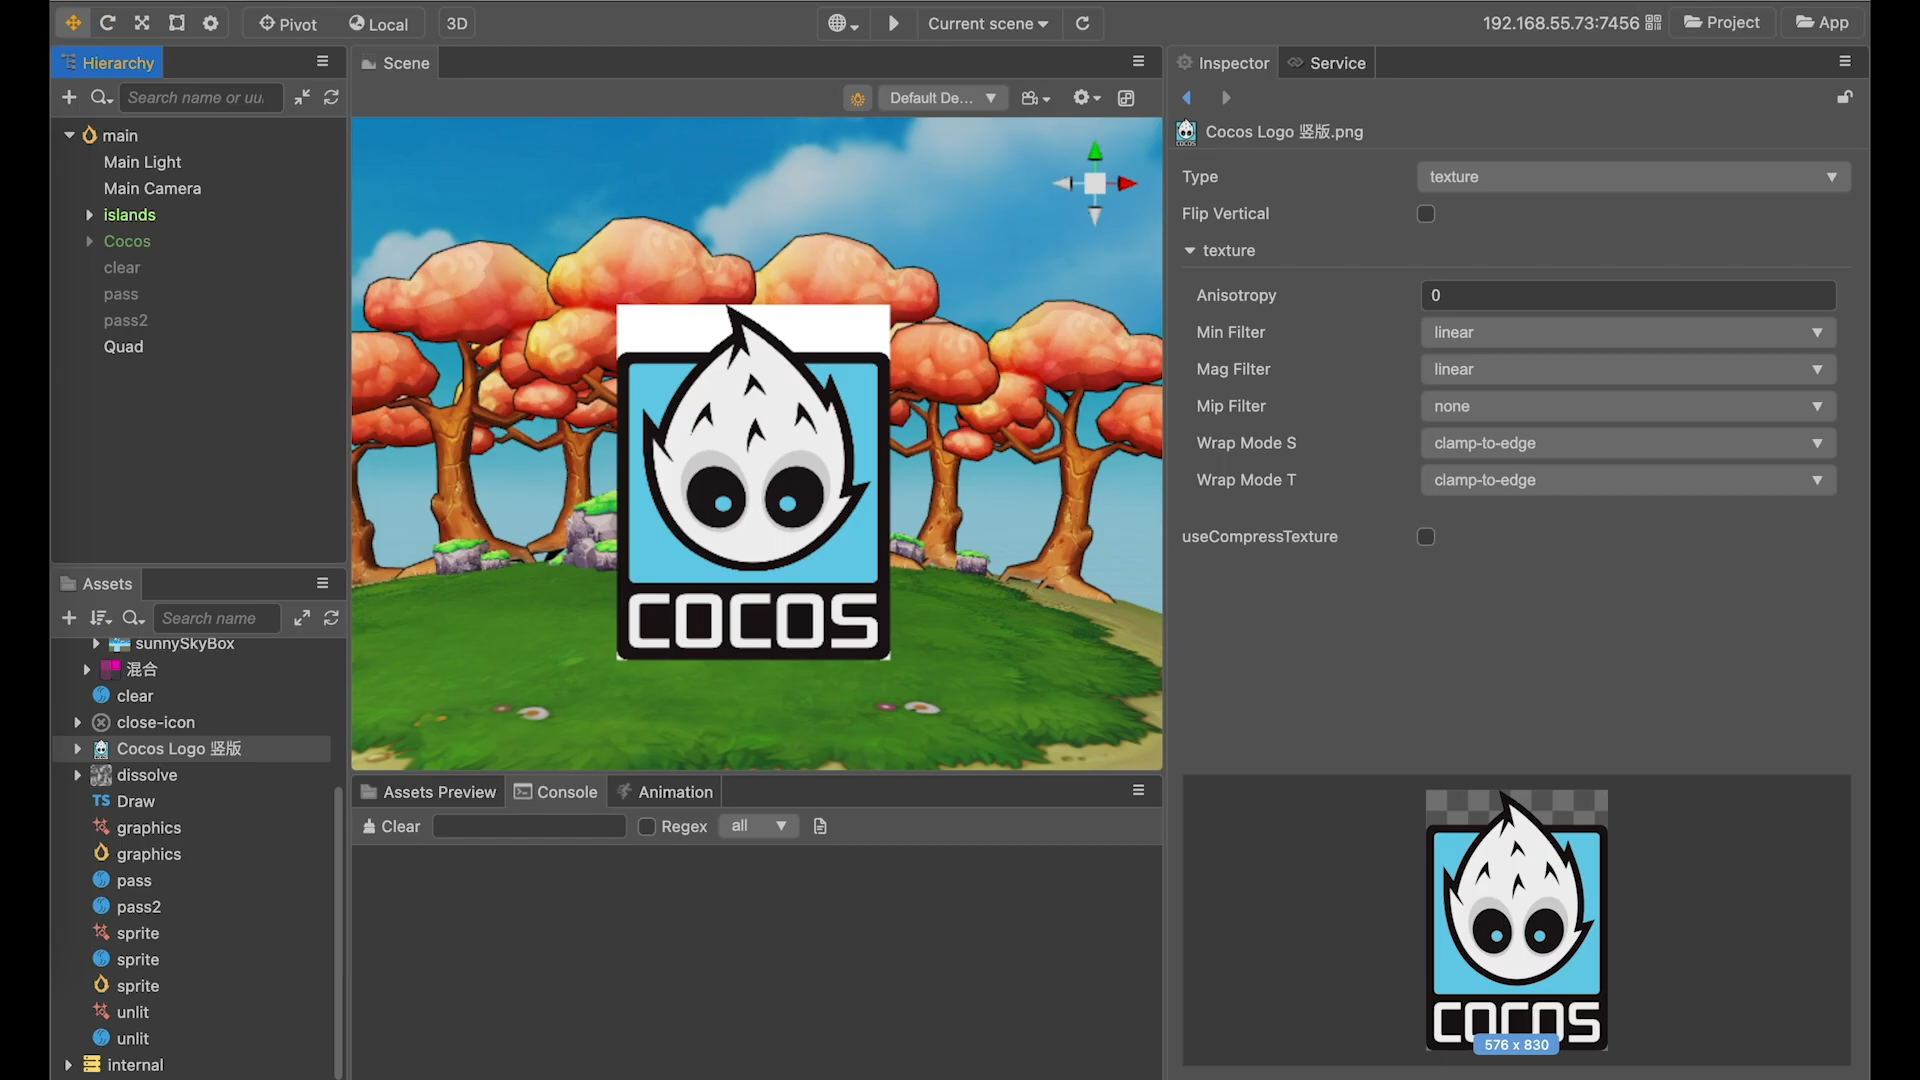 Pivot Local 3D Current scene 192.168.55.73:7456 Project App
Hierarchy
Search name or uu.
main
Main Light
Main Camera
islands
Cocos
clear
pass
pass2
Quad
Assets
Search name
sunnySkyBox
混合
clear
close-icon
Cocos Logo 竖版
dissolve
TS Draw
graphics
graphics
pass
pass2
sprite
sprite
sprite
unlit
unlit
internal
Scene
Default De...
COCOS
Assets Preview Console Animation
Clear Regex all
Inspector Service
Cocos Logo 竖版.png
Type texture
Flip Vertical
texture
Anisotropy 0
Min Filter linear
Mag Filter linear
Mip Filter none
Wrap Mode S clamp-to-edge
Wrap Mode T clamp-to-edge
useCompressTexture
COCOS
576 x 830